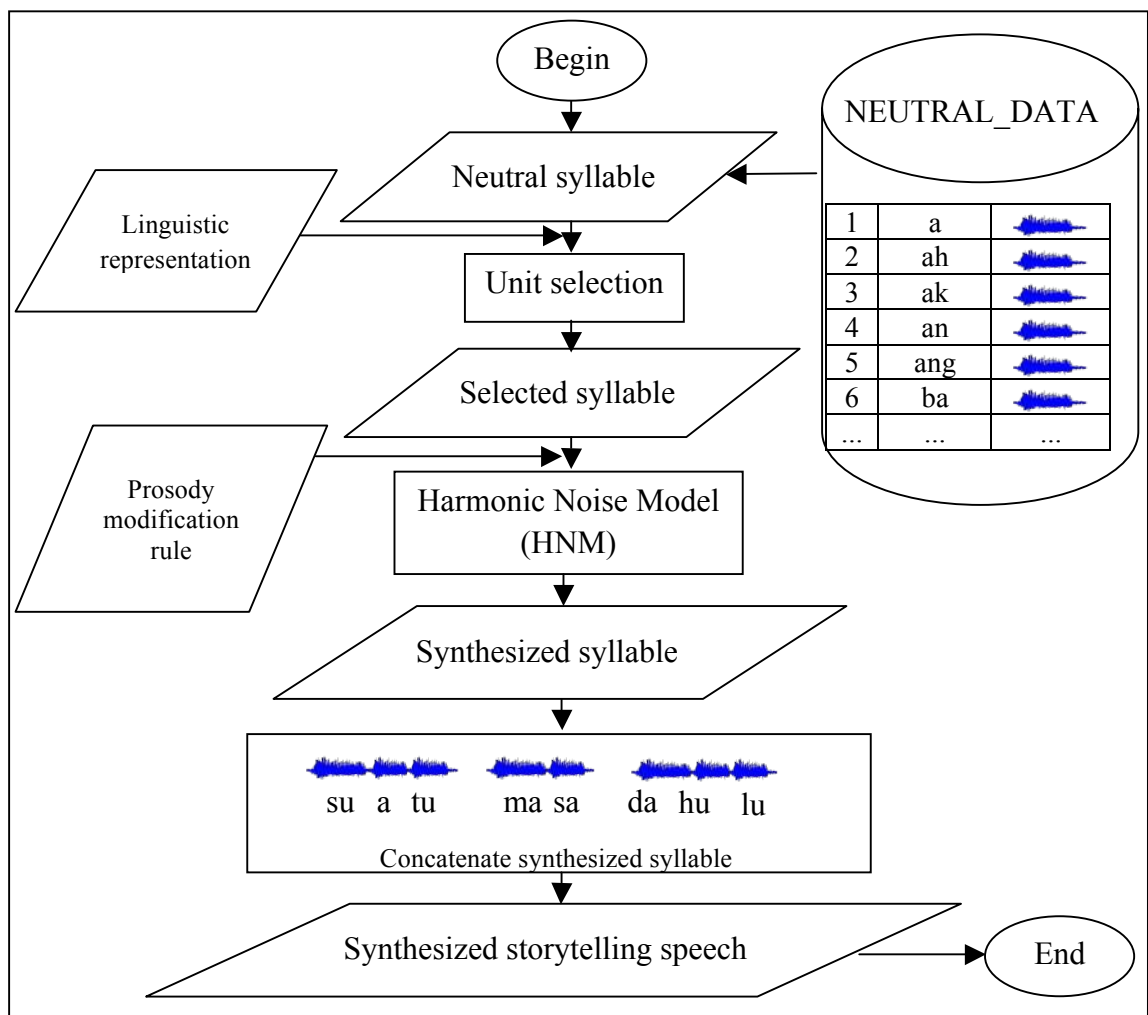 Begin
NEUTRAL_DATA
Neutral syllable
Linguistic
representation
1 a
2 ah
3 ak
4 an
5 ang
6 ba
... ... ...
Unit selection
Selected syllable
Prosody
modification
rule
Harmonic Noise Model
(HNM)
Synthesized syllable
su a tu ma sa da hu lu
Concatenate synthesized syllable
Synthesized storytelling speech
End